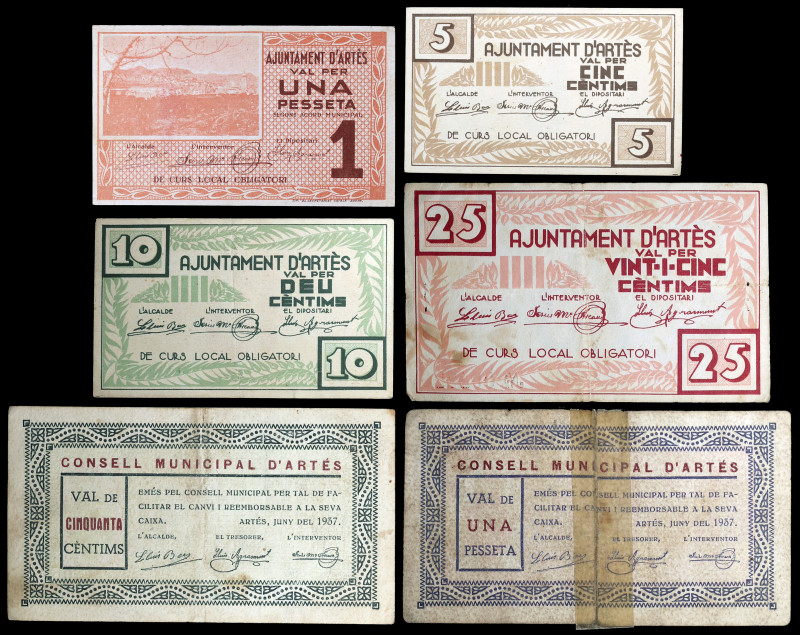 AJUNTAMENT D'ARTÈS
VAL PER
UNA
PESSETA
SEGONS ACORD MUNICIPAL
1
L'Alcalde L'Interventor El Dipositari
DE CURS LOCAL OBLIGATORI
5
AJUNTAMENT D'ARTÈS
VAL PER
CINC
CÈNTIMS
L'ALCALDE L'INTERVENTOR EL DIPOSITARI
DE CURS LOCAL OBLIGATORI
5
10
AJUNTAMENT D'ARTÈS
VAL PER
DEU
CÈNTIMS
L'ALCALDE L'INTERVENTOR EL DIPOSITARI
DE CURS LOCAL OBLIGATORI
10
25
AJUNTAMENT D'ARTÈS
VAL PER
VINT-I-CINC
CÈNTIMS
L'ALCALDE L'INTERVENTOR EL DIPOSITARI
DE CURS LOCAL OBLIGATORI
25
CONSELL MUNICIPAL D'ARTÉS
VAL DE
CINQUANTA
CÈNTIMS
EMÉS PEL CONSELL MUNICIPAL PER TAL DE FA-
CILITAR EL CANVI I REEMBORSABLE A LA SEVA
CAIXA. ARTÉS, JUNY DEL 1937.
L'ALCALDE, EL TRESORER, L'INTERVENTOR
CONSELL MUNICIPAL D'ARTÉS
VAL DE
UNA
PESSETA
EMÉS PEL CONSELL MUNICIPAL PER TAL DE FA-
CILITAR EL CANVI I REEMBORSABLE A LA SEVA
CAIXA. ARTÉS, JUNY DEL 1937.
L'ALCALDE, EL TRESORER, L'INTERVENTOR